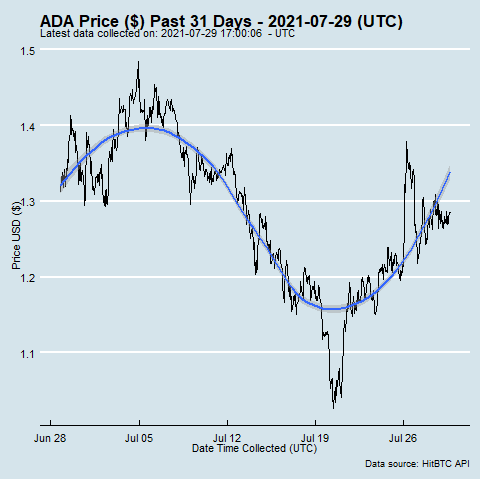 ADA Price ($) Past 31 Days - 2021-07-29 (UTC)
Latest data collected on: 2021-07-29 17:00:06  - UTC
1.5
1.4
1.3
1.2
1.1
Price USD ($)
Jun 28
Jul 05
Jul 12
Jul 19
Jul 26
Date Time Collected (UTC)
Data source: HitBTC API